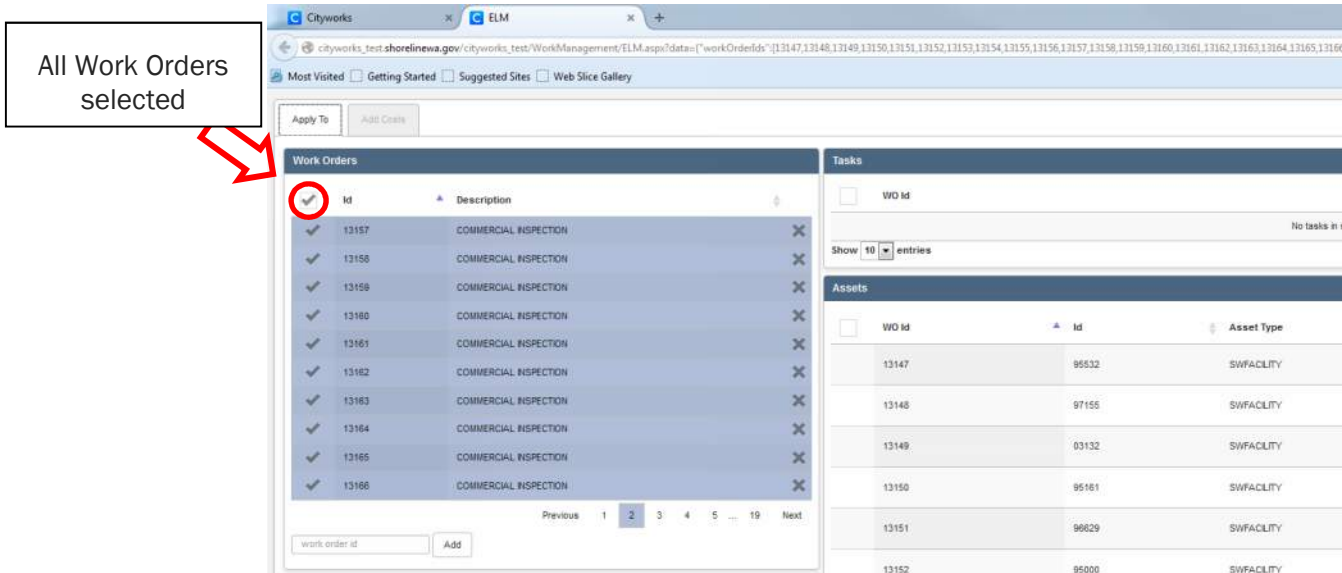 All Work Orders
selected
Cityworks × ELM × +
cityworks_test.shorelinewa.gov/cityworks_test/WorkManagement/ELM.aspx?data={"workOrderIds":[13147,13148,13149,13150,13151,13152,13153,13154,13155,13156,13157,13158,13159,13160,13161,13162,13163,13164,13165,13166
Most Visited Getting Started Suggested Sites Web Slice Gallery
Apply To Add Costs
Work Orders
Id Description
13157 COMMERCIAL INSPECTION
13158 COMMERCIAL INSPECTION
13159 COMMERCIAL INSPECTION
13160 COMMERCIAL INSPECTION
13161 COMMERCIAL INSPECTION
13162 COMMERCIAL INSPECTION
13163 COMMERCIAL INSPECTION
13164 COMMERCIAL INSPECTION
13165 COMMERCIAL INSPECTION
13166 COMMERCIAL INSPECTION
Previous 1 2 3 4 5 ... 19 Next
work order id Add
Tasks
WO Id
No tasks in
Show 10 entries
Assets
WO Id Id Asset Type
13147 95532 SWFACILITY
13148 97155 SWFACILITY
13149 03132 SWFACILITY
13150 95161 SWFACILITY
13151 96629 SWFACILITY
13152 95000 SWFACILITY